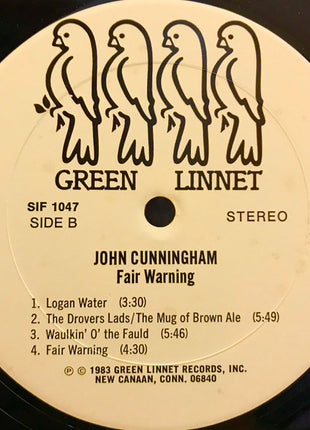 GREEN LINNET
SIF 1047
SIDE B
STEREO
JOHN CUNNINGHAM
Fair Warning
1. Logan Water (3:30)
2. The Drovers Lads/The Mug of Brown Ale (5:49)
3. Waulkin' O' the Fauld (5:46)
4. Fair Warning (4:30)
Ⓟ © 1983 GREEN LINNET RECORDS, INC.
NEW CANAAN, CONN. 06840